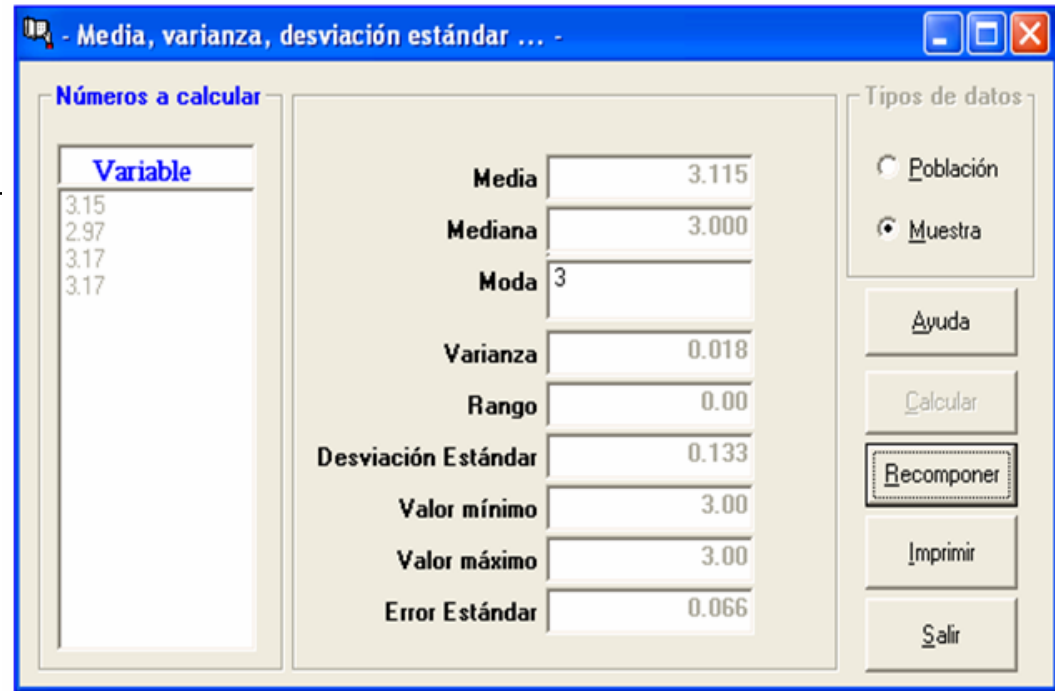 - Media, varianza, desviación estándar ... -
Números a calcular
Variable
3.15
2.97
3.17
3.17
Media 3.115
Mediana 3.000
Moda 3
Varianza 0.018
Rango 0.00
Desviación Estándar 0.133
Valor mínimo 3.00
Valor máximo 3.00
Error Estándar 0.066
Tipos de datos
Población
Muestra
Ayuda
Calcular
Recomponer
Imprimir
Salir